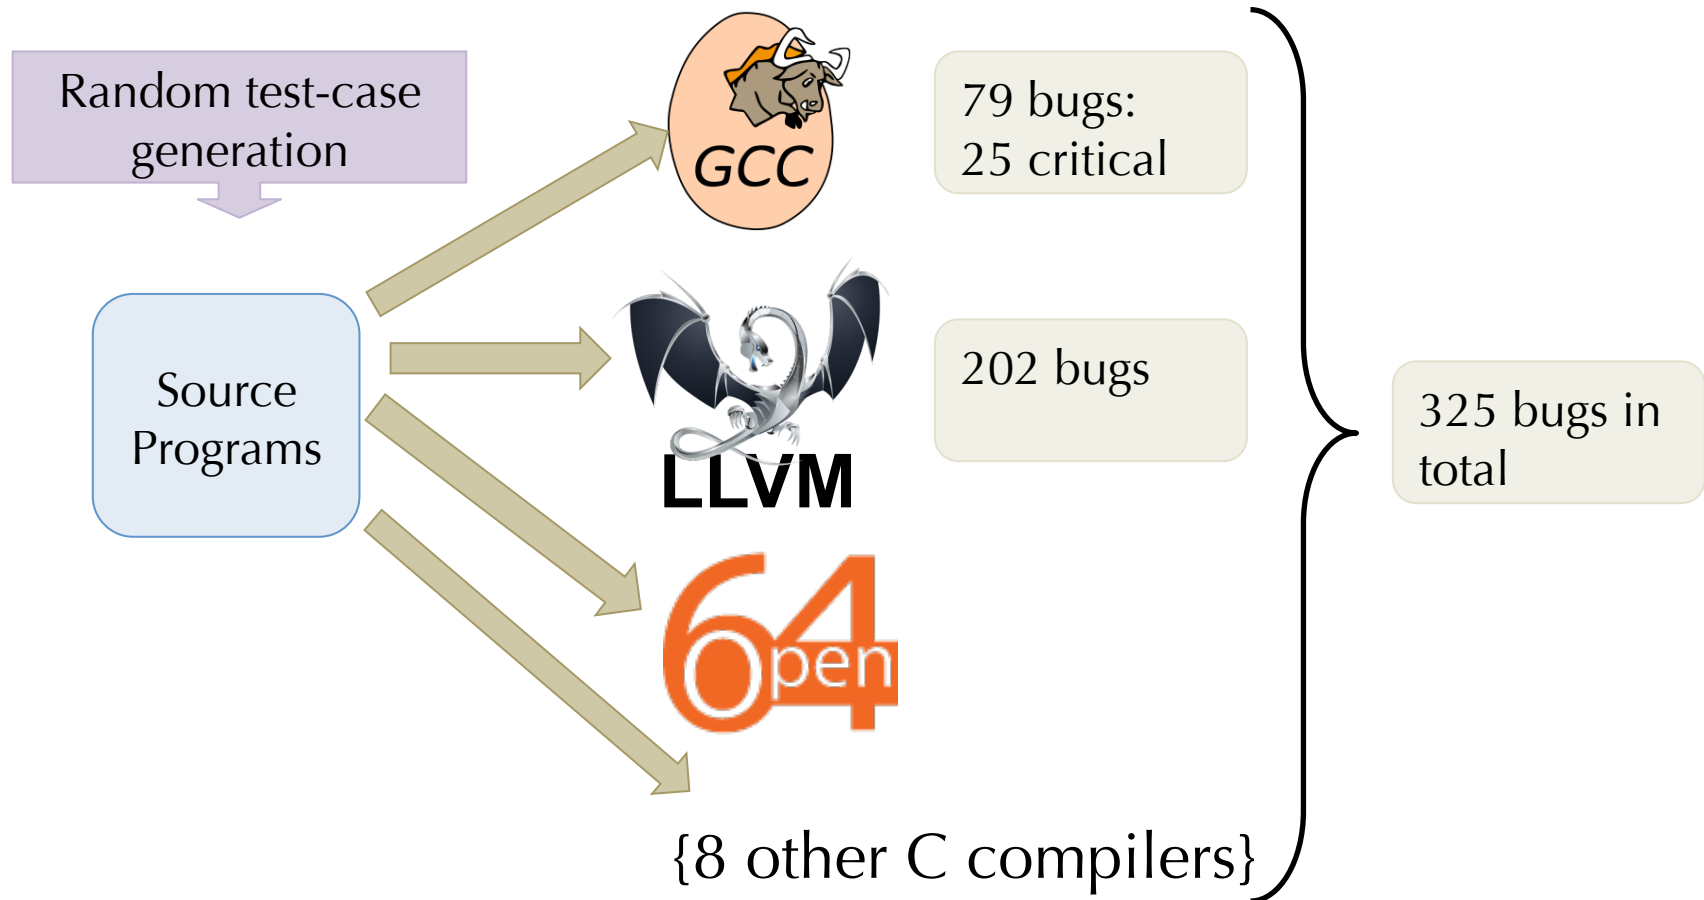 Random test-case
generation
Source
Programs
GCC
79 bugs:
25 critical
LLVM
202 bugs
64
Open
{8 other C compilers}
325 bugs in
total